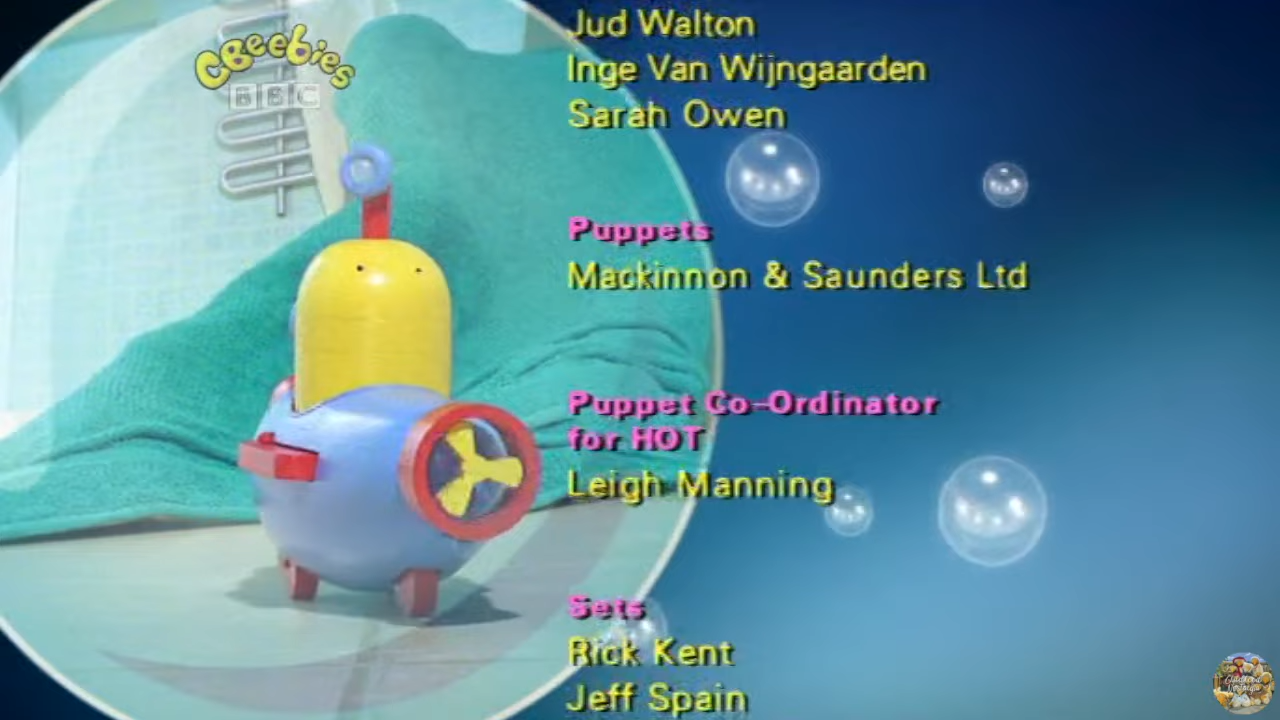 CBeebies
BBC
Jud Walton
Inge Van Wijngaarden
Sarah Owen
Puppets
Mackinnon & Saunders Ltd
Puppet Co-Ordinator
for HOT
Leigh Manning
Sets
Rick Kent
Jeff Spain